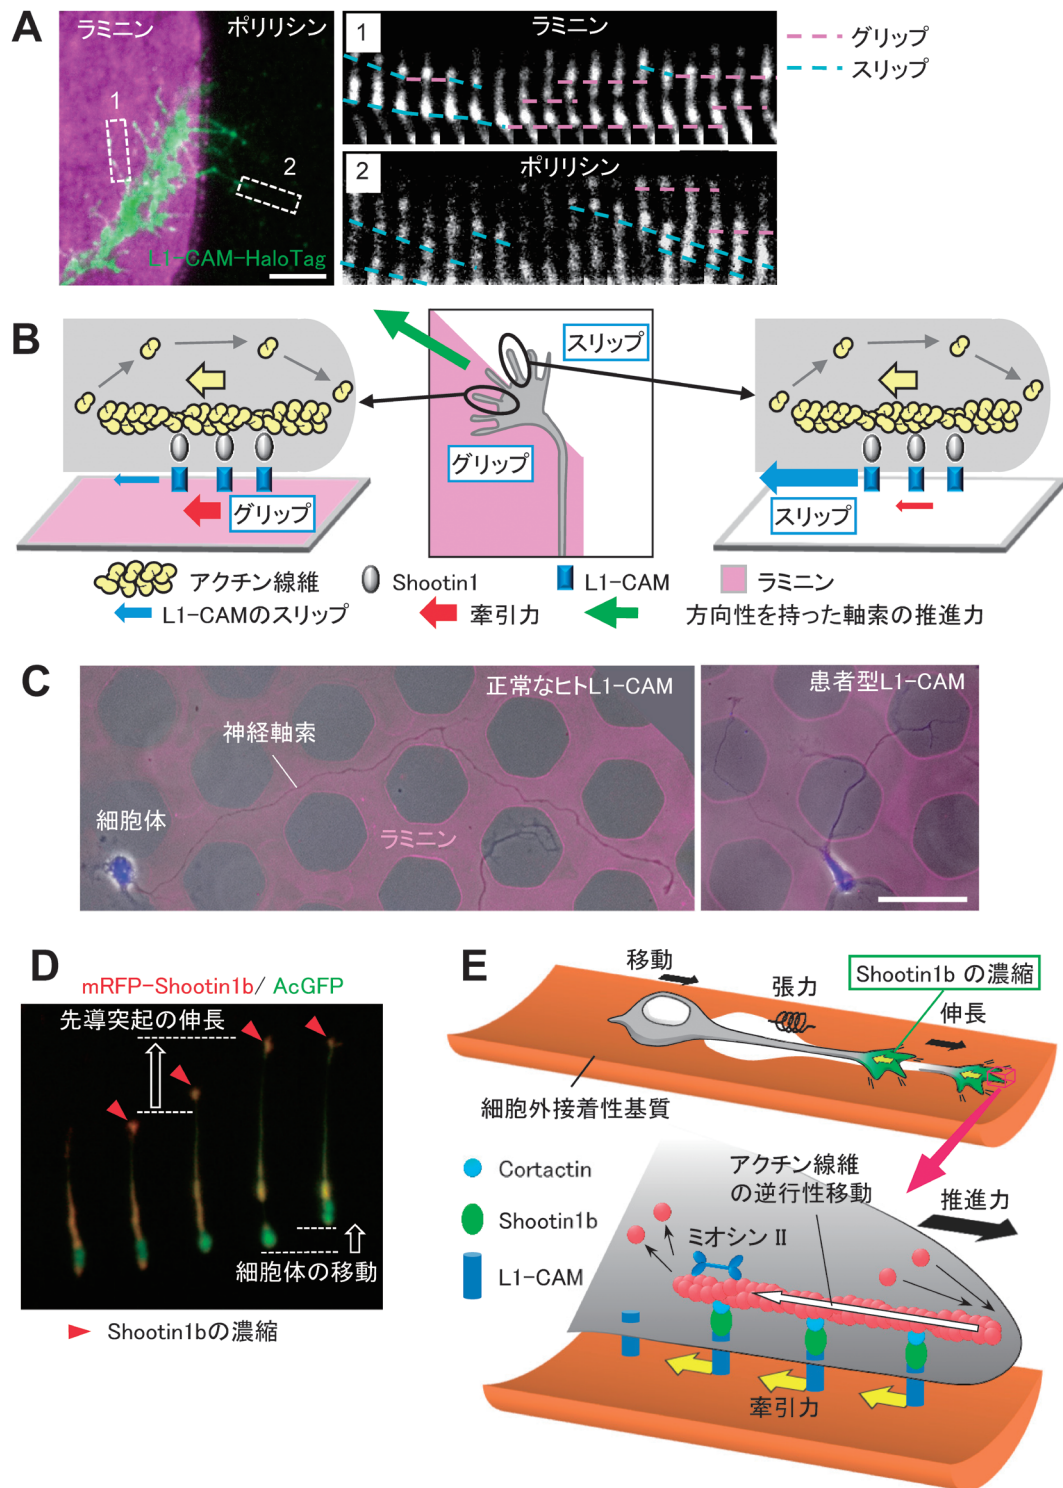 A
ラミニン
ポリリシン
1
2
L1-CAM-HaloTag
1
ラミニン
2
ポリリシン
グリップ
スリップ
B
グリップ
スリップ
グリップ
スリップ
アクチン線維
Shootin1
L1-CAM
ラミニン
L1-CAMのスリップ
牽引力
方向性を持った軸索の推進力
C
正常なヒトL1-CAM
神経軸索
細胞体
ラミニン
患者型L1-CAM
D
mRFP-Shootin1b/ AcGFP
先導突起の伸長
細胞体の移動
Shootin1bの濃縮
E
移動
張力
Shootin1b の濃縮
伸長
細胞外接着性基質
Cortactin
Shootin1b
L1-CAM
アクチン線維
の逆行性移動
推進力
ミオシン II
牽引力